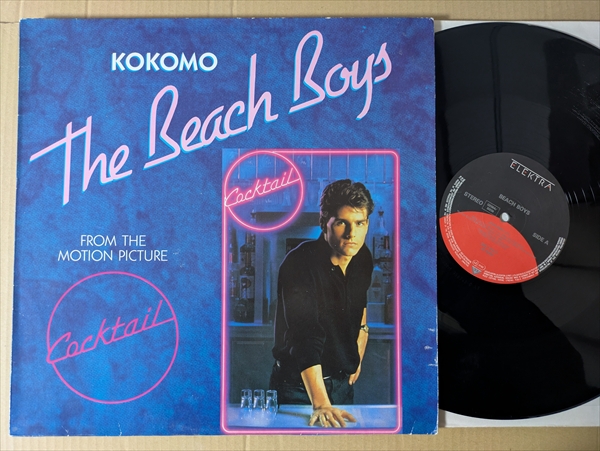 KOKOMO
The Beach Boys
FROM THE
MOTION PICTURE
Cocktail
Cocktail
ELEKTRA
BEACH BOYS
STEREO
SIDE A